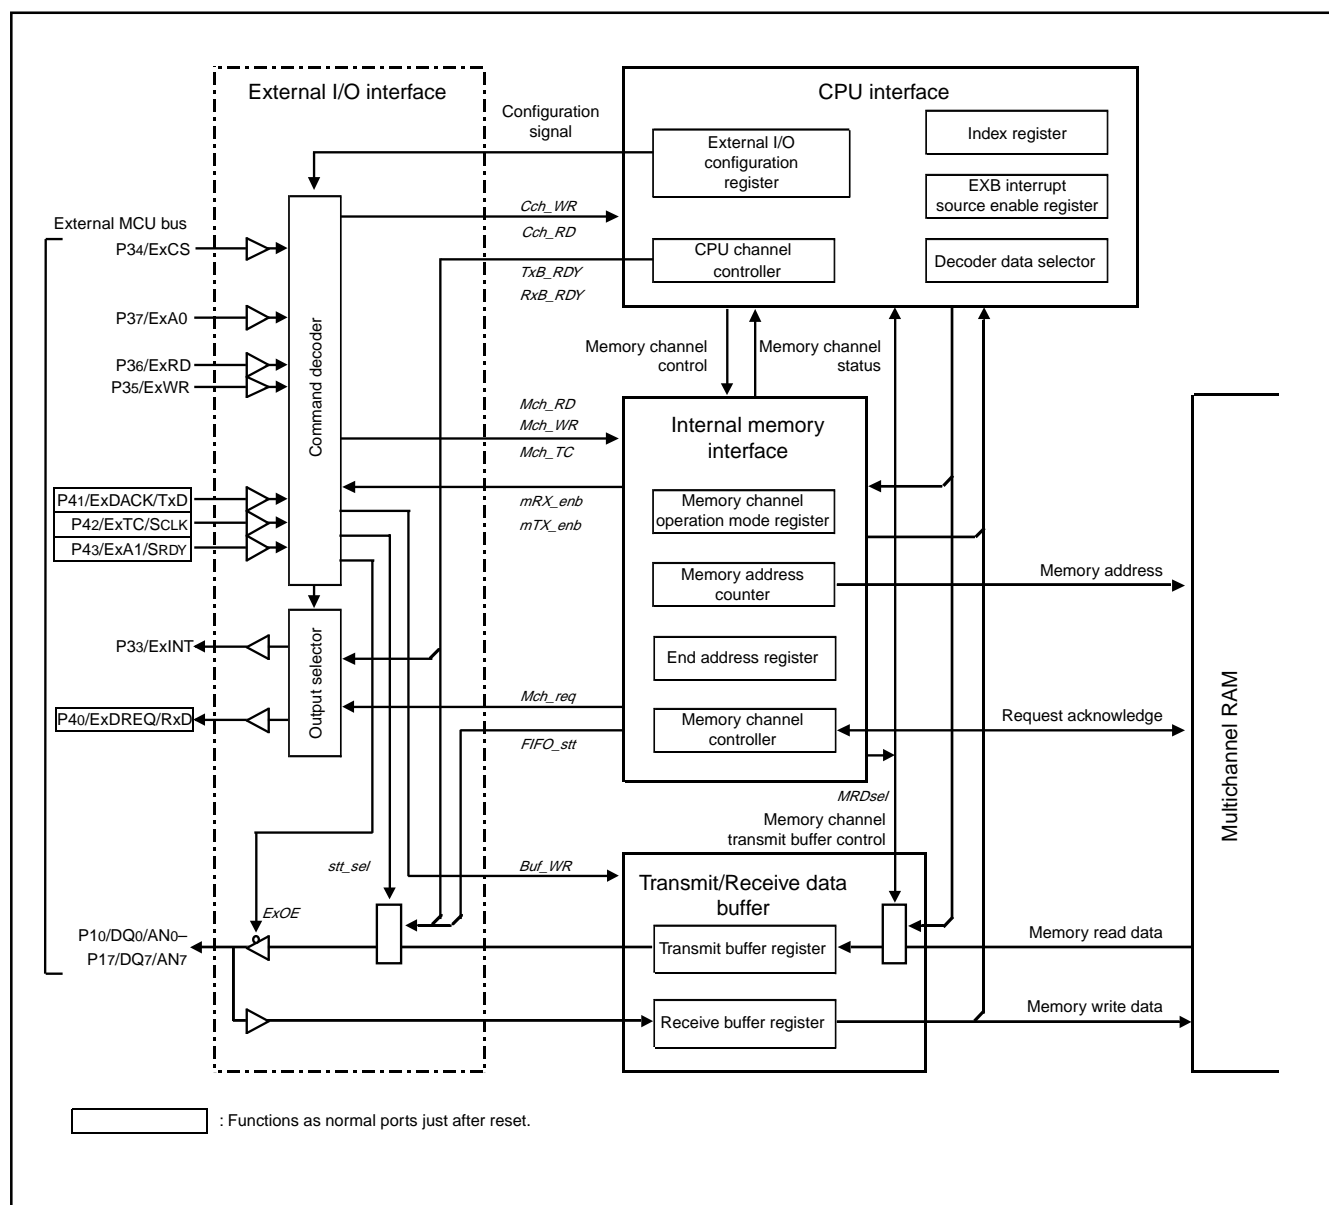 External I/O interface
CPU interface
Configuration
signal
External I/O
configuration
register
Index register
EXB interrupt
source enable register
CPU channel
controller
Decoder data selector
External MCU bus
P34/ExCS
P37/ExA0
P36/ExRD
P35/ExWR
P41/ExDACK/TxD
P42/ExTC/SCLK
P43/ExA1/SRDY
P33/ExINT
P40/ExDREQ/RxD
P10/DQ0/AN0–
P17/DQ7/AN7
Command decoder
Output selector
Cch_WR
Cch_RD
TxB_RDY
RxB_RDY
Memory channel
control
Memory channel
status
Mch_RD
Mch_WR
Mch_TC
mRX_enb
mTX_enb
Mch_req
FIFO_stt
Internal memory
interface
Memory channel
operation mode register
Memory address
counter
End address register
Memory channel
controller
Memory address
Request acknowledge
Multichannel RAM
MRDsel
Memory channel
transmit buffer control
stt_sel
Buf_WR
ExOE
Transmit/Receive data
buffer
Transmit buffer register
Receive buffer register
Memory read data
Memory write data
: Functions as normal ports just after reset.